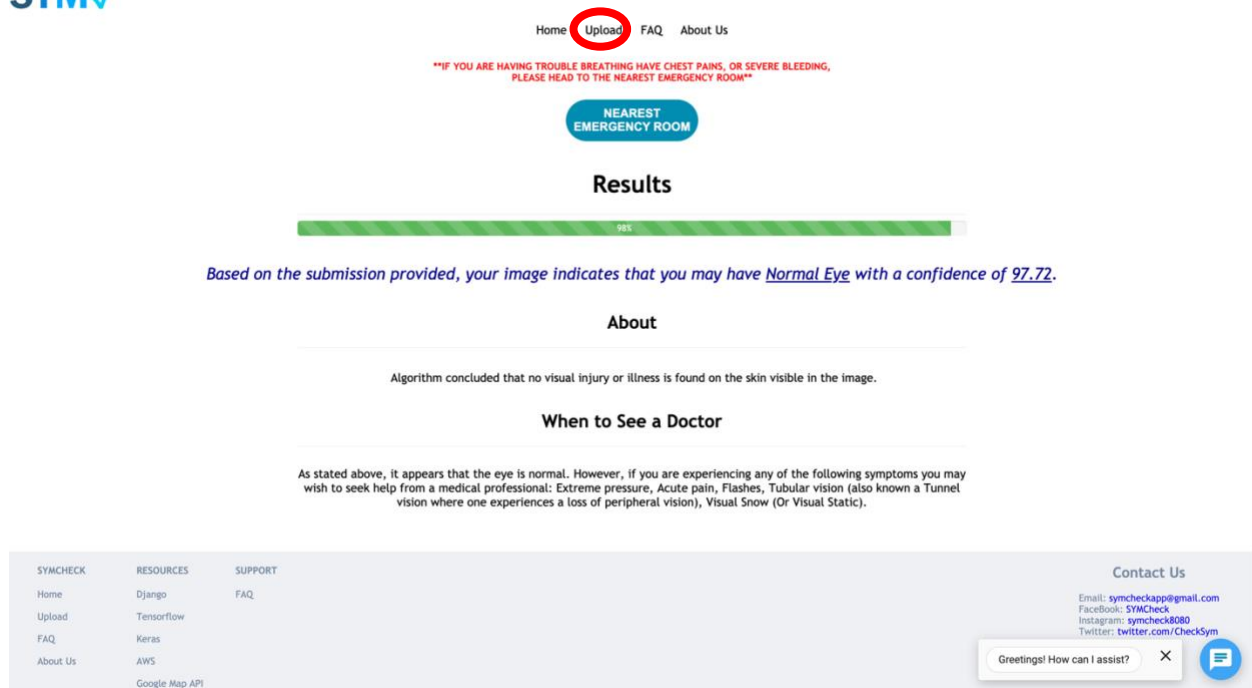 Home Upload FAQ About Us
**IF YOU ARE HAVING TROUBLE BREATHING HAVE CHEST PAINS, OR SEVERE BLEEDING,
PLEASE HEAD TO THE NEAREST EMERGENCY ROOM**
NEAREST
EMERGENCY ROOM
Results
98%
Based on the submission provided, your image indicates that you may have Normal Eye with a confidence of 97.72.
About
Algorithm concluded that no visual injury or illness is found on the skin visible in the image.
When to See a Doctor
As stated above, it appears that the eye is normal. However, if you are experiencing any of the following symptoms you may
wish to seek help from a medical professional: Extreme pressure, Acute pain, Flashes, Tubular vision (also known a Tunnel
vision where one experiences a loss of peripheral vision), Visual Snow (Or Visual Static).
SYMCHECK
Home
Upload
FAQ
About Us
RESOURCES
Django
Tensorflow
Keras
AWS
Google Map API
SUPPORT
FAQ
Contact Us
Email: symcheckapp@gmail.com
FaceBook: SYMCheck
Instagram: symcheck8080
Twitter: twitter.com/CheckSym
Greetings! How can I assist?